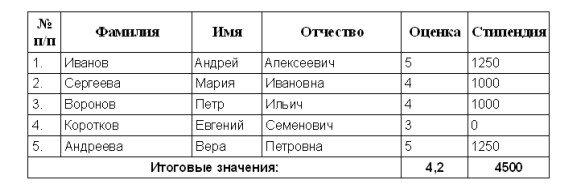 № п/п Фамилия Имя Отчество Оценка Стипендия
1. Иванов Андрей Алексеевич 5 1250
2. Сергеева Мария Ивановна 4 1000
3. Воронов Петр Ильич 4 1000
4. Коротков Евгений Семенович 3 0
5. Андреева Вера Петровна 5 1250
Итоговые значения: 4,2 4500